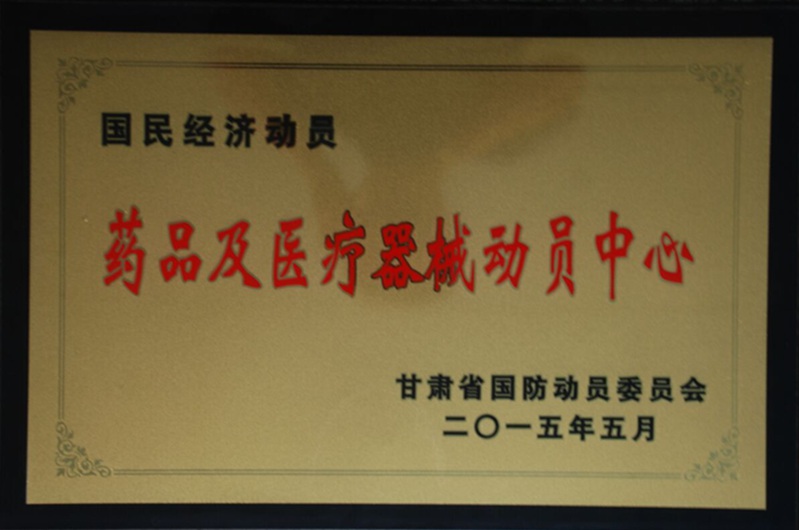 国民经济动员
药品及医疗器械动员中心
甘肃省国防动员委员会
二〇一五年五月